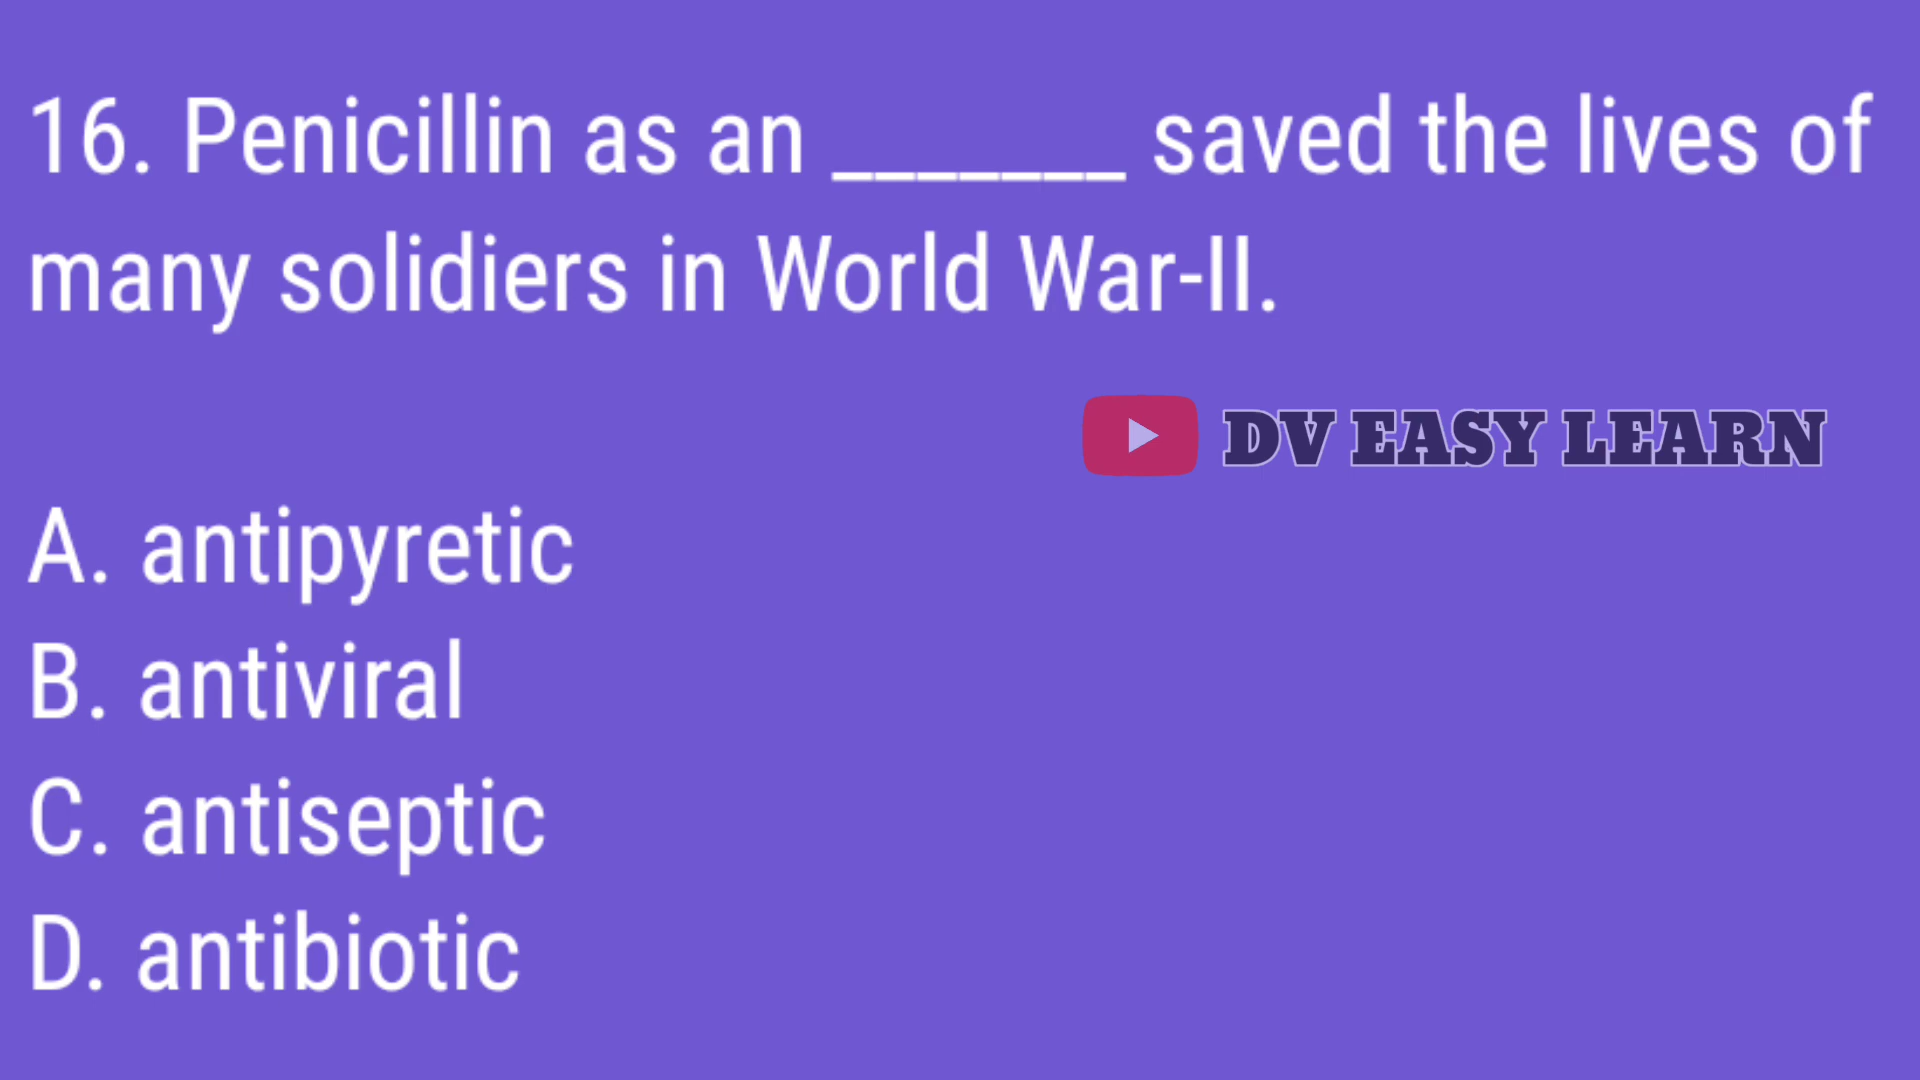 16. Penicillin as an _______ saved the lives of
many solidiers in World War-II.
DV EASY LEARN
A. antipyretic
B. antiviral
C. antiseptic
D. antibiotic